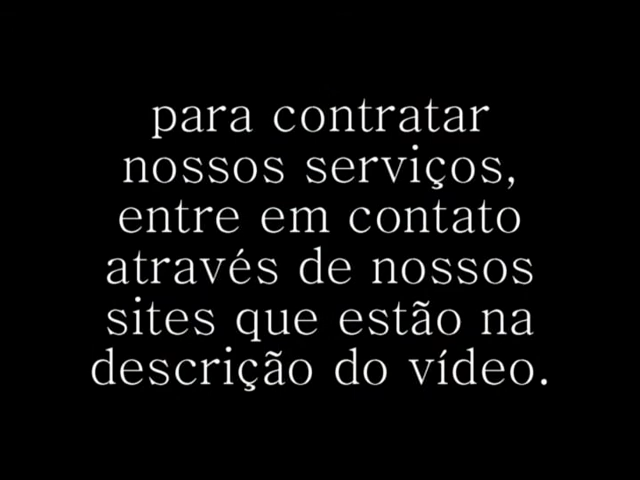 para contratar
nossos serviços,
entre em contato
através de nossos
sites que estão na
descrição do vídeo.